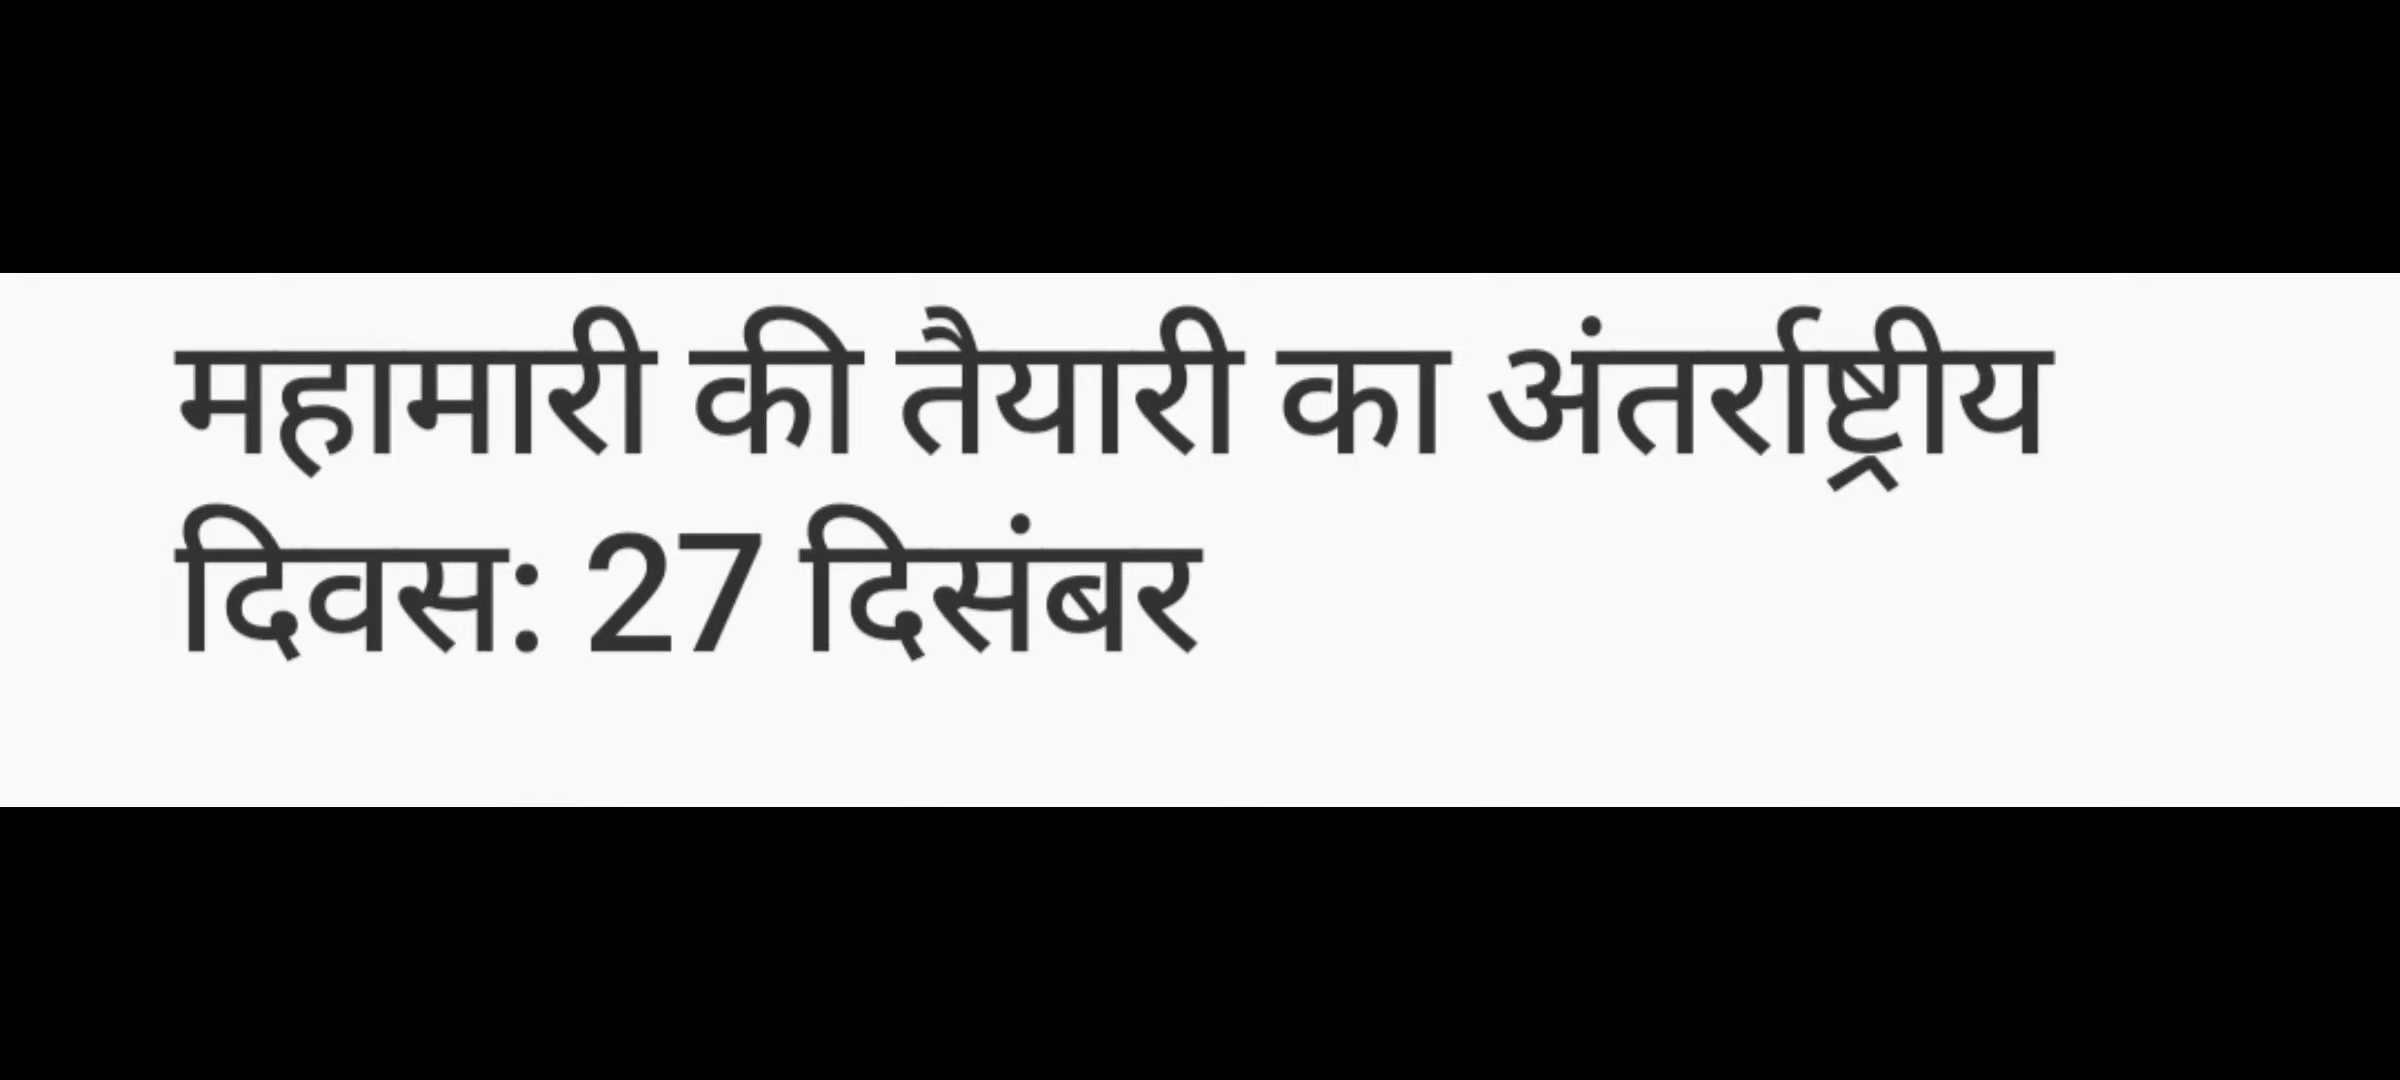 महामारी की तैयारी का अंतर्राष्ट्रीय
दिवस: 27 दिसंबर